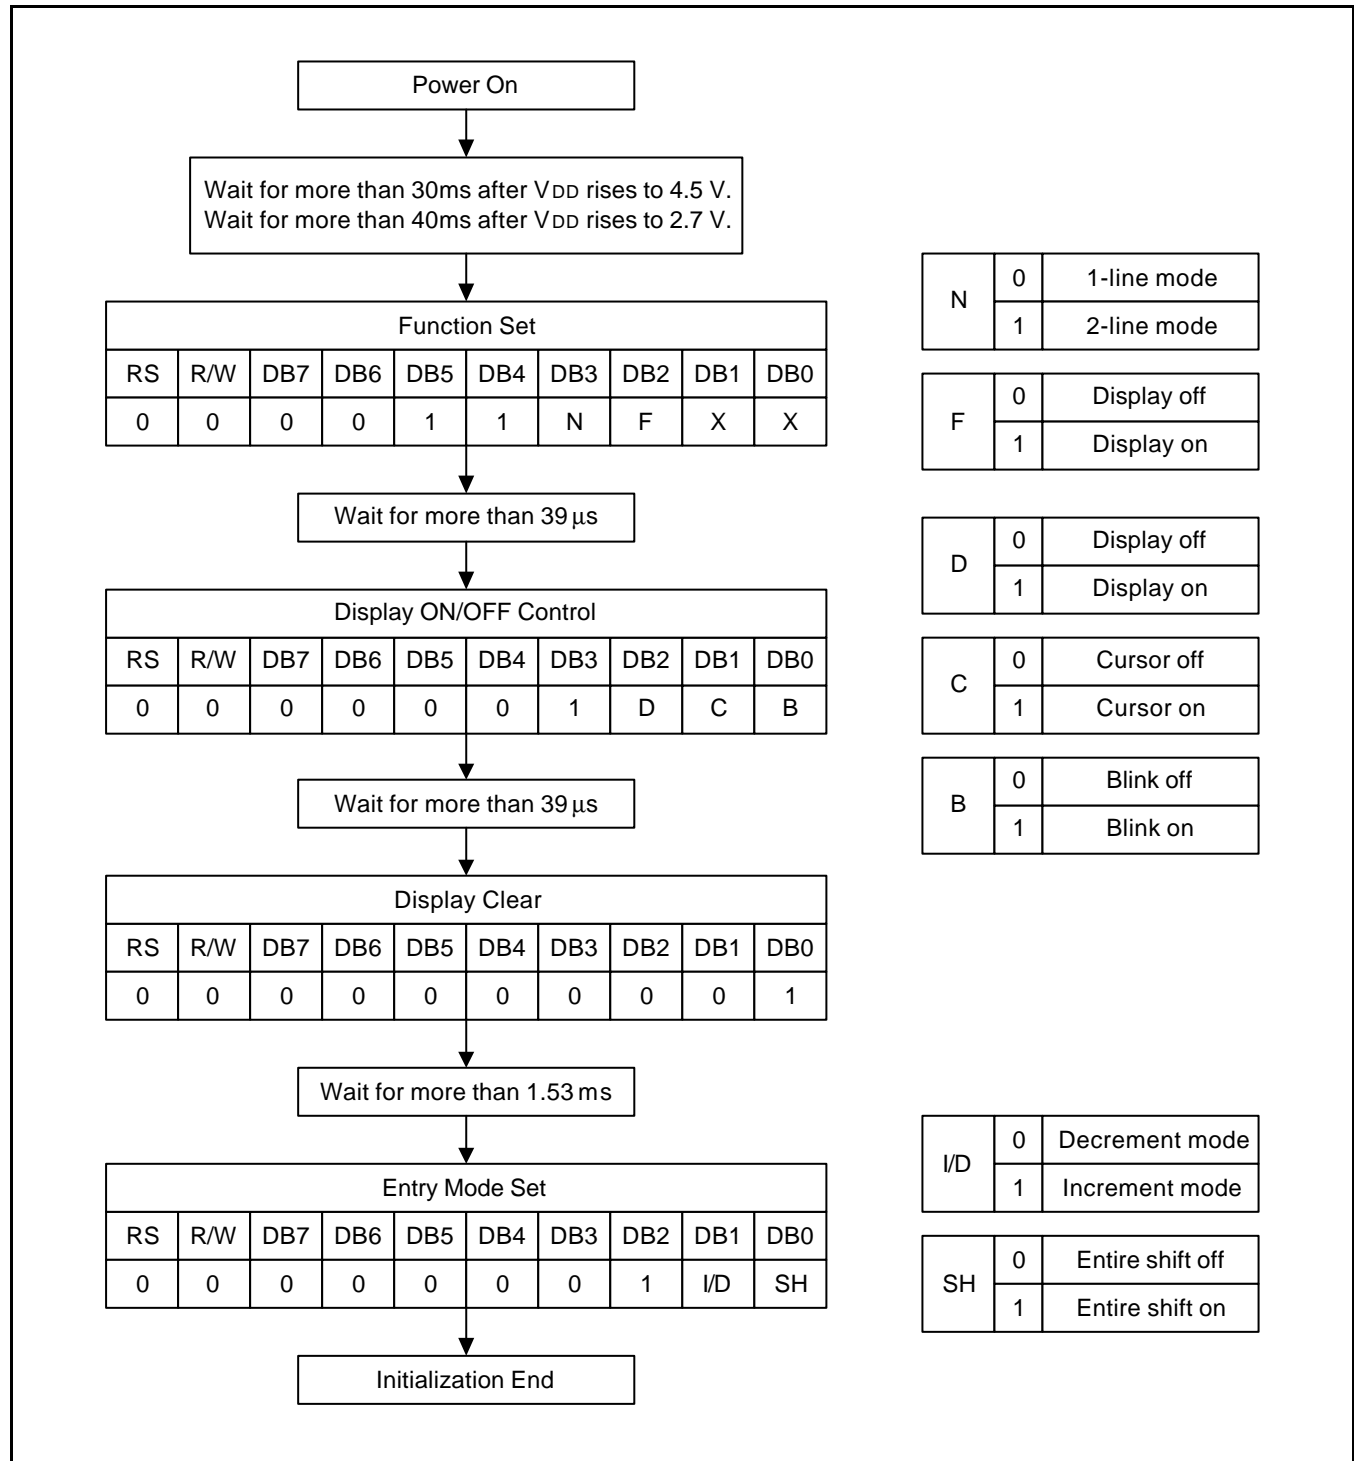 Power On
Wait for more than 30ms after VDD rises to 4.5 V.
Wait for more than 40ms after VDD rises to 2.7 V.
Function Set
RS R/W DB7 DB6 DB5 DB4 DB3 DB2 DB1 DB0
0 0 0 0 1 1 N F X X
N 0 1-line mode
1 2-line mode
F 0 Display off
1 Display on
Wait for more than 39μs
Display ON/OFF Control
RS R/W DB7 DB6 DB5 DB4 DB3 DB2 DB1 DB0
0 0 0 0 0 0 1 D C B
D 0 Display off
1 Display on
C 0 Cursor off
1 Cursor on
B 0 Blink off
1 Blink on
Wait for more than 39μs
Display Clear
RS R/W DB7 DB6 DB5 DB4 DB3 DB2 DB1 DB0
0 0 0 0 0 0 0 0 0 1
Wait for more than 1.53ms
Entry Mode Set
RS R/W DB7 DB6 DB5 DB4 DB3 DB2 DB1 DB0
0 0 0 0 0 0 0 1 I/D SH
I/D 0 Decrement mode
1 Increment mode
SH 0 Entire shift off
1 Entire shift on
Initialization End